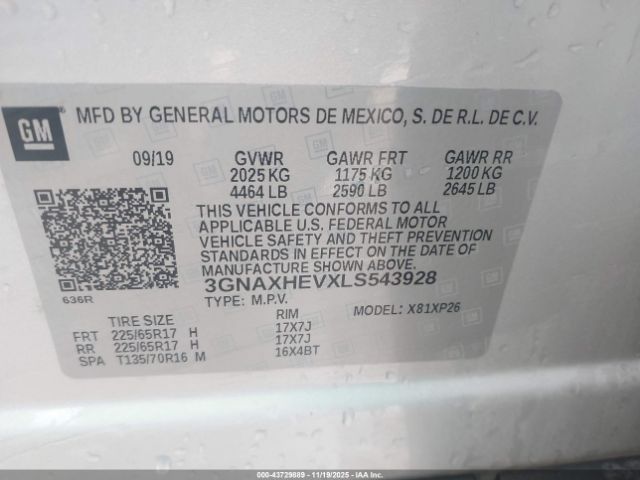 GM
MFD BY GENERAL MOTORS DE MEXICO, S. DE R.L. DE C.V.
09/19 GVWR GAWR FRT GAWR RR
2025 KG 1175 KG 1200 KG
4464 LB 2590 LB 2645 LB
THIS VEHICLE CONFORMS TO ALL
APPLICABLE U.S. FEDERAL MOTOR
VEHICLE SAFETY AND THEFT PREVENTION
STANDARDS IN EFFECT ON THE DATE OF
MANUFACTURE SHOWN ABOVE.
3GNAXHEVXLS543928
636R
TYPE: M.P.V. MODEL: X81XP26
TIRE SIZE RIM
FRT 225/65R17 H 17X7J
RR 225/65R17 H 17X7J
SPA T135/70R16 M 16X4BT
000-43729889 - 11/19/2025 - IAAI.com